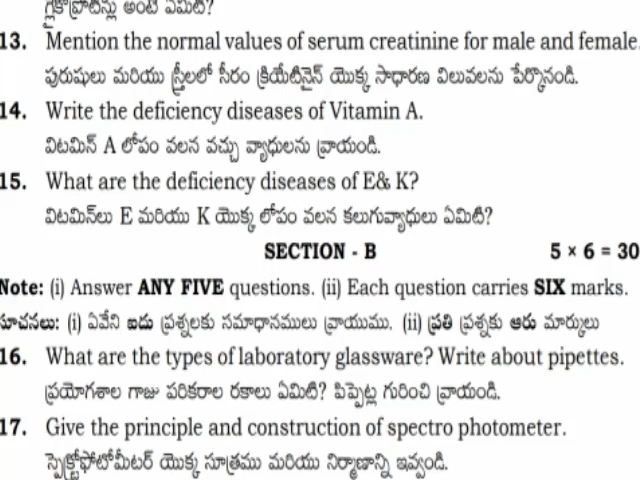 గ్లైకోప్రోటీన్లు అంటే ఏమిటి?
13. Mention the normal values of serum creatinine for male and female.
పురుషులు మరియు స్త్రీలలో సీరం క్రియేటినైన్ యొక్క సాధారణ విలువలను పేర్కొనండి.
14. Write the deficiency diseases of Vitamin A.
విటమిన్ A లోపం వలన వచ్చు వ్యాధులను వ్రాయండి.
15. What are the deficiency diseases of E& K?
విటమిన్‌లు E మరియు K యొక్క లోపం వలన కలుగువ్యాధులు ఏమిటి?
SECTION - B 5 × 6 = 30
Note: (i) Answer ANY FIVE questions. (ii) Each question carries SIX marks.
సూచనలు: (i) ఏవేని ఐదు ప్రశ్నలకు సమాధానములు వ్రాయుము. (ii) ప్రతి ప్రశ్నకు ఆరు మార్కులు
16. What are the types of laboratory glassware? Write about pipettes.
ప్రయోగశాల గాజు పరికరాల రకాలు ఏమిటి? పిపెట్ల గురించి వ్రాయండి.
17. Give the principle and construction of spectro photometer.
స్పెక్ట్రోఫోటోమీటర్ యొక్క సూత్రము మరియు నిర్మాణాన్ని ఇవ్వండి.